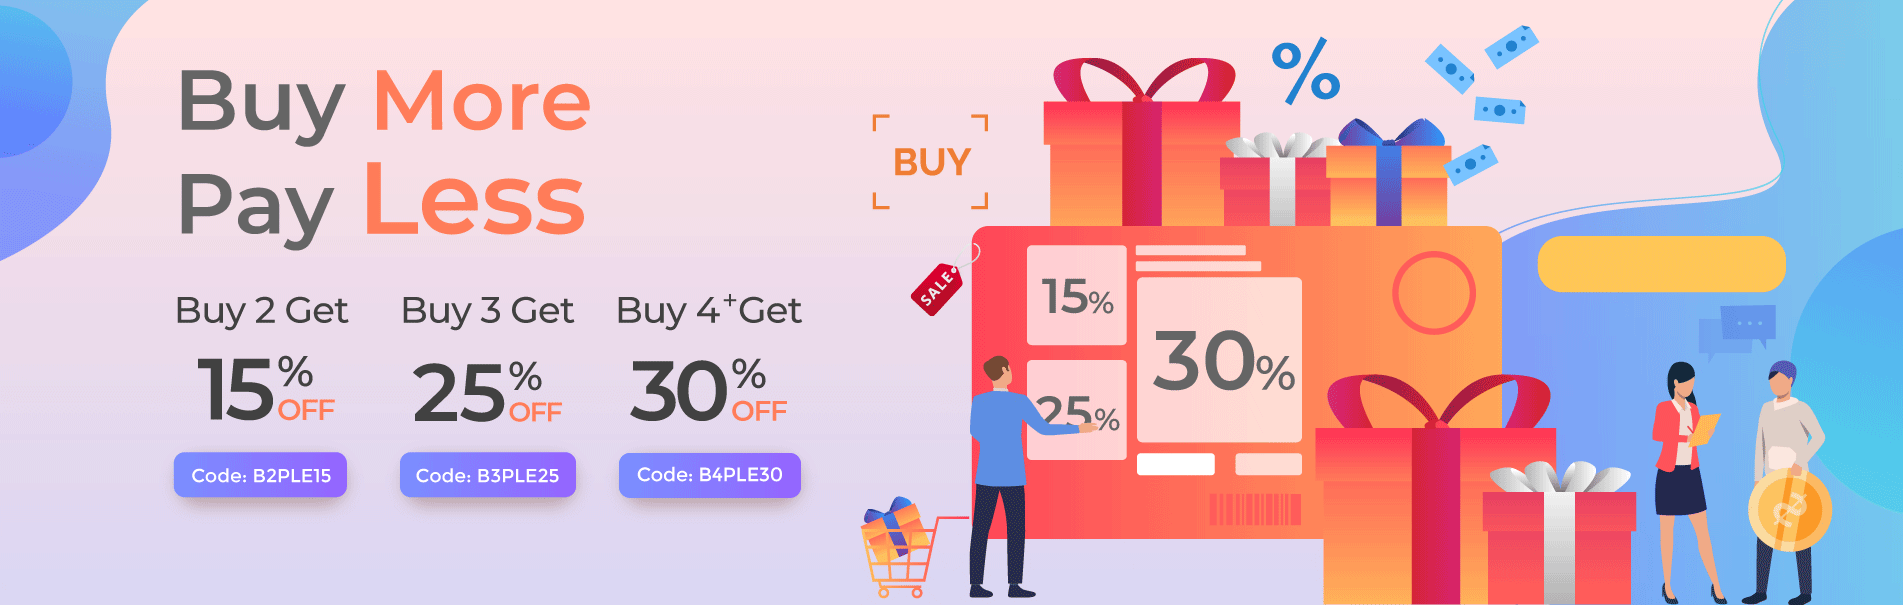 Buy More
Pay Less
Buy 2 Get
15% OFF
Code: B2PLE15
Buy 3 Get
25% OFF
Code: B3PLE25
Buy 4+ Get
30% OFF
Code: B4PLE30
BUY
%
SALE
15%
25%
30%